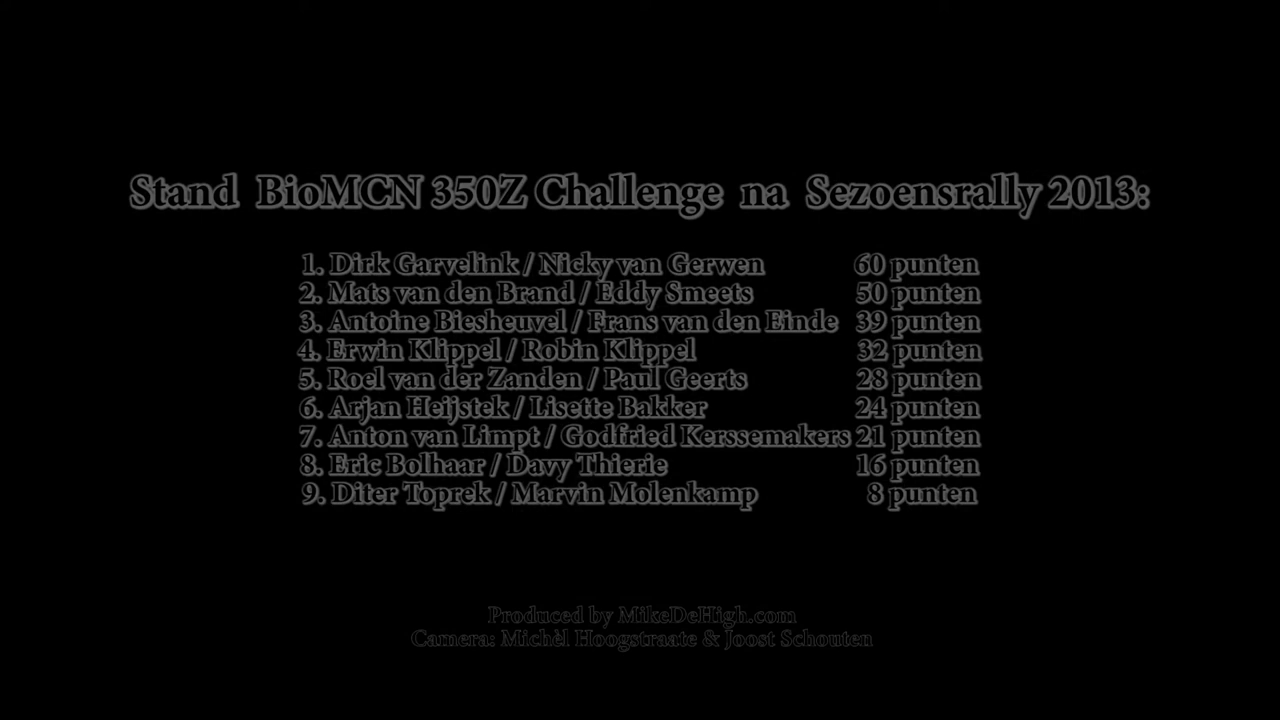 Stand BioMCN 350Z Challenge na Sezoensrally 2013:
1. Dirk Garvelink / Nicky van Gerwen 60 punten
2. Mats van den Brand / Eddy Smeets 50 punten
3. Antoine Biesheuvel / Frans van den Einde 39 punten
4. Erwin Klippel / Robin Klippel 32 punten
5. Roel van der Zanden / Paul Geerts 28 punten
6. Arjan Heijstek / Lisette Bakker 24 punten
7. Anton van Limpt / Godfried Kerssemakers 21 punten
8. Eric Bolhaar / Davy Thierie 16 punten
9. Diter Toprek / Marvin Molenkamp 8 punten
Produced by MikeDeHigh.com
Camera: Michèl Hoogstraate & Joost Schouten